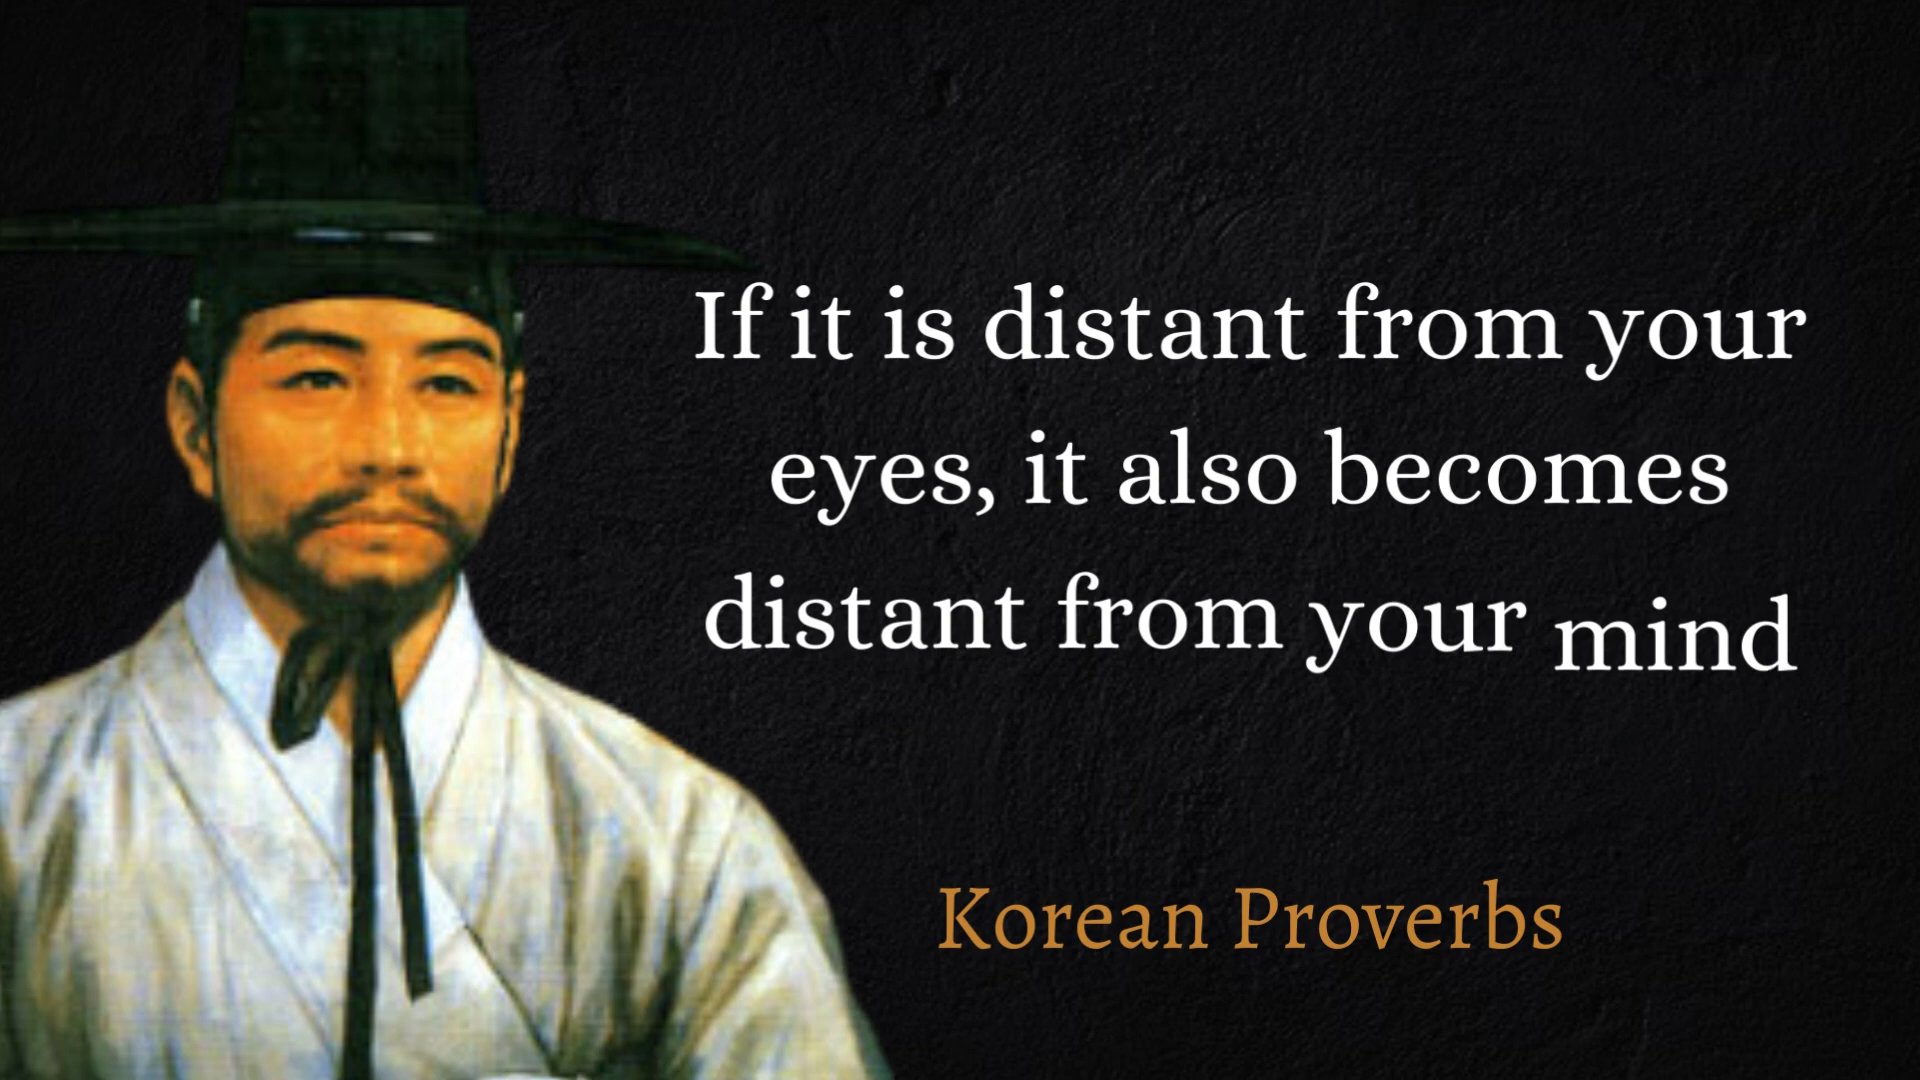 If it is distant from your
eyes, it also becomes
distant from your mind
Korean Proverbs